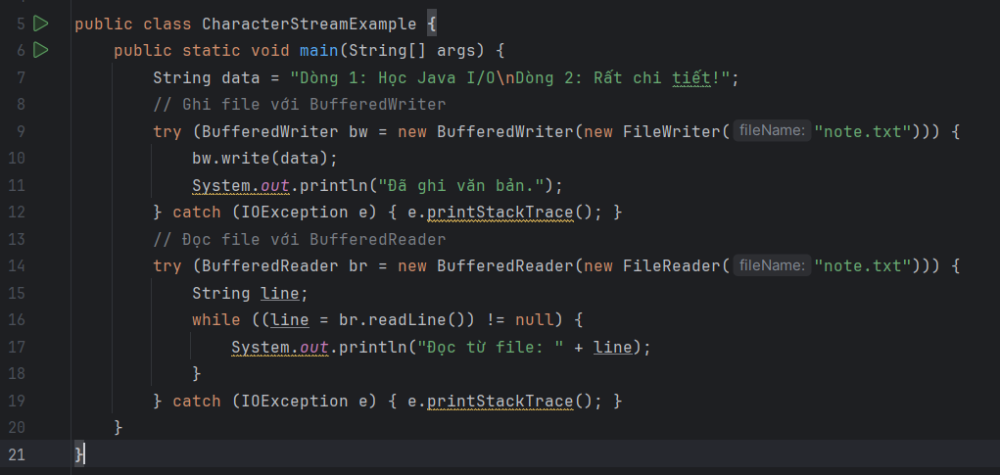 5 public class CharacterStreamExample {
6 public static void main(String[] args) {
7 String data = "Dòng 1: Học Java I/O\nDòng 2: Rất chi tiết!";
8 // Ghi file với BufferedWriter
9 try (BufferedWriter bw = new BufferedWriter(new FileWriter( fileName: "note.txt"))) {
10 bw.write(data);
11 System.out.println("Đã ghi văn bản.");
12 } catch (IOException e) { e.printStackTrace(); }
13 // Đọc file với BufferedReader
14 try (BufferedReader br = new BufferedReader(new FileReader( fileName: "note.txt"))) {
15 String line;
16 while ((line = br.readLine()) != null) {
17 System.out.println("Đọc từ file: " + line);
18 }
19 } catch (IOException e) { e.printStackTrace(); }
20 }
21 }